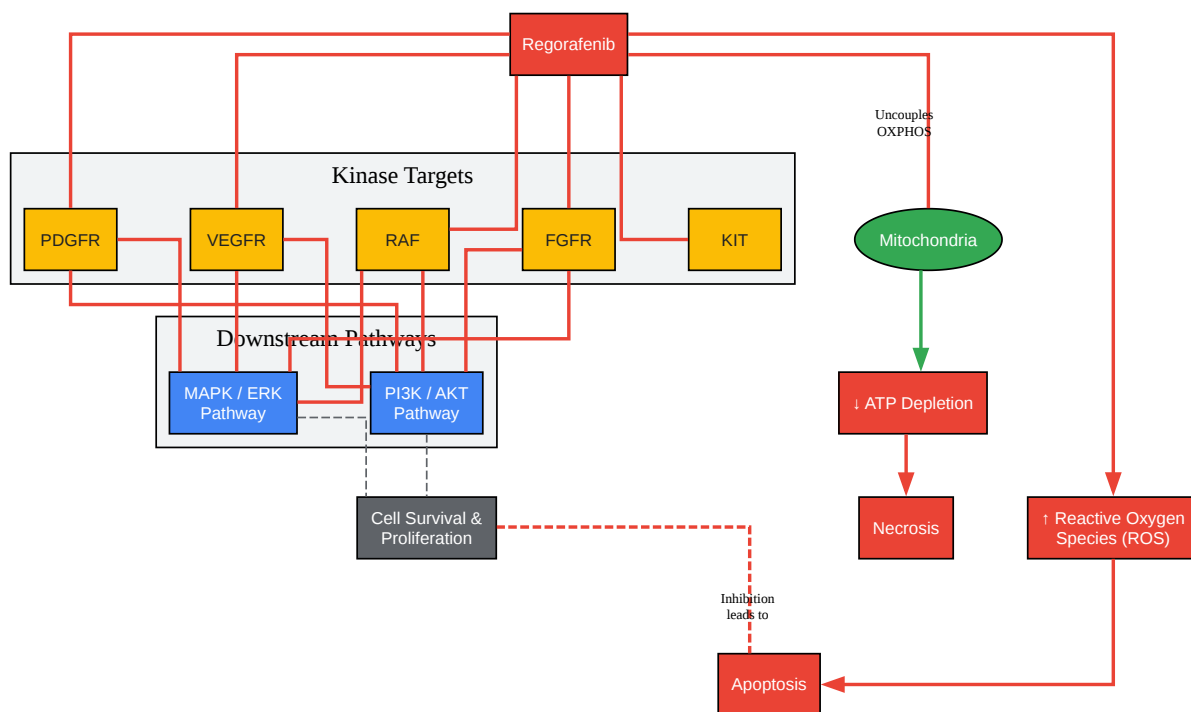 Regorafenib
Uncouples
OXPHOS
Kinase Targets
PDGFR
VEGFR
RAF
FGFR
KIT
Mitochondria
Downstream Pathways
MAPK / ERK
Pathway
PI3K / AKT
Pathway
↓ ATP Depletion
Cell Survival &
Proliferation
Necrosis
↑ Reactive Oxygen
Species (ROS)
Inhibition
leads to
Apoptosis